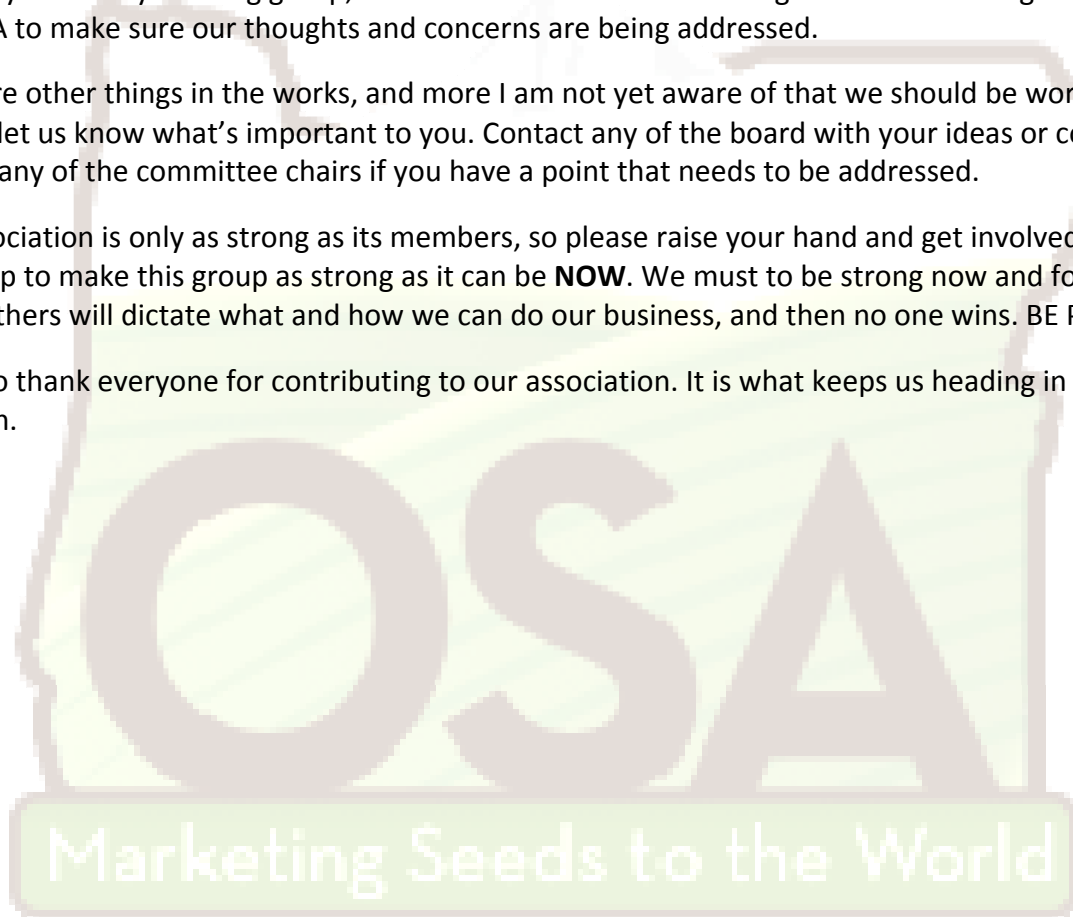 A to make sure our thoughts and concerns are being addressed.
re other things in the works, and more I am not yet aware of that we should be wor
let us know what's important to you. Contact any of the board with your ideas or c
any of the committee chairs if you have a point that needs to be addressed.
ociation is only as strong as its members, so please raise your hand and get involved
p to make this group as strong as it can be NOW. We must to be strong now and fo
thers will dictate what and how we can do our business, and then no one wins. BE
o thank everyone for contributing to our association. It is what keeps us heading in
n.
OSA
Marketing Seeds to the World